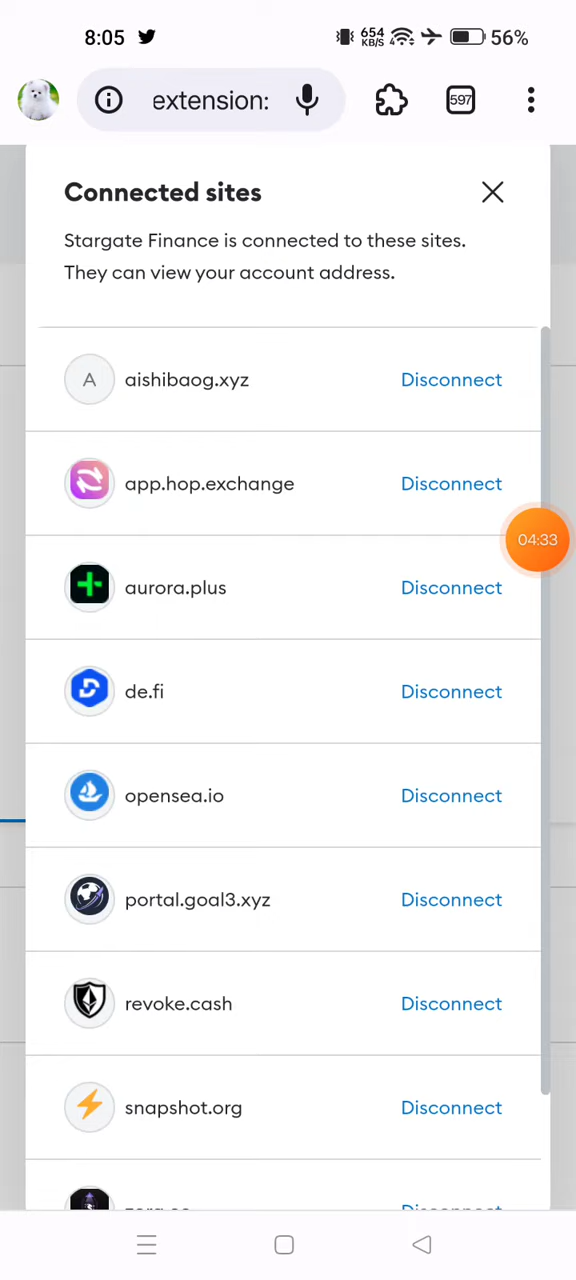 8:05
654
KB/S
56%
extension:
597
Connected sites
Stargate Finance is connected to these sites.
They can view your account address.
A
aishibaog.xyz
Disconnect
app.hop.exchange
Disconnect
04:33
aurora.plus
Disconnect
de.fi
Disconnect
opensea.io
Disconnect
portal.goal3.xyz
Disconnect
revoke.cash
Disconnect
snapshot.org
Disconnect